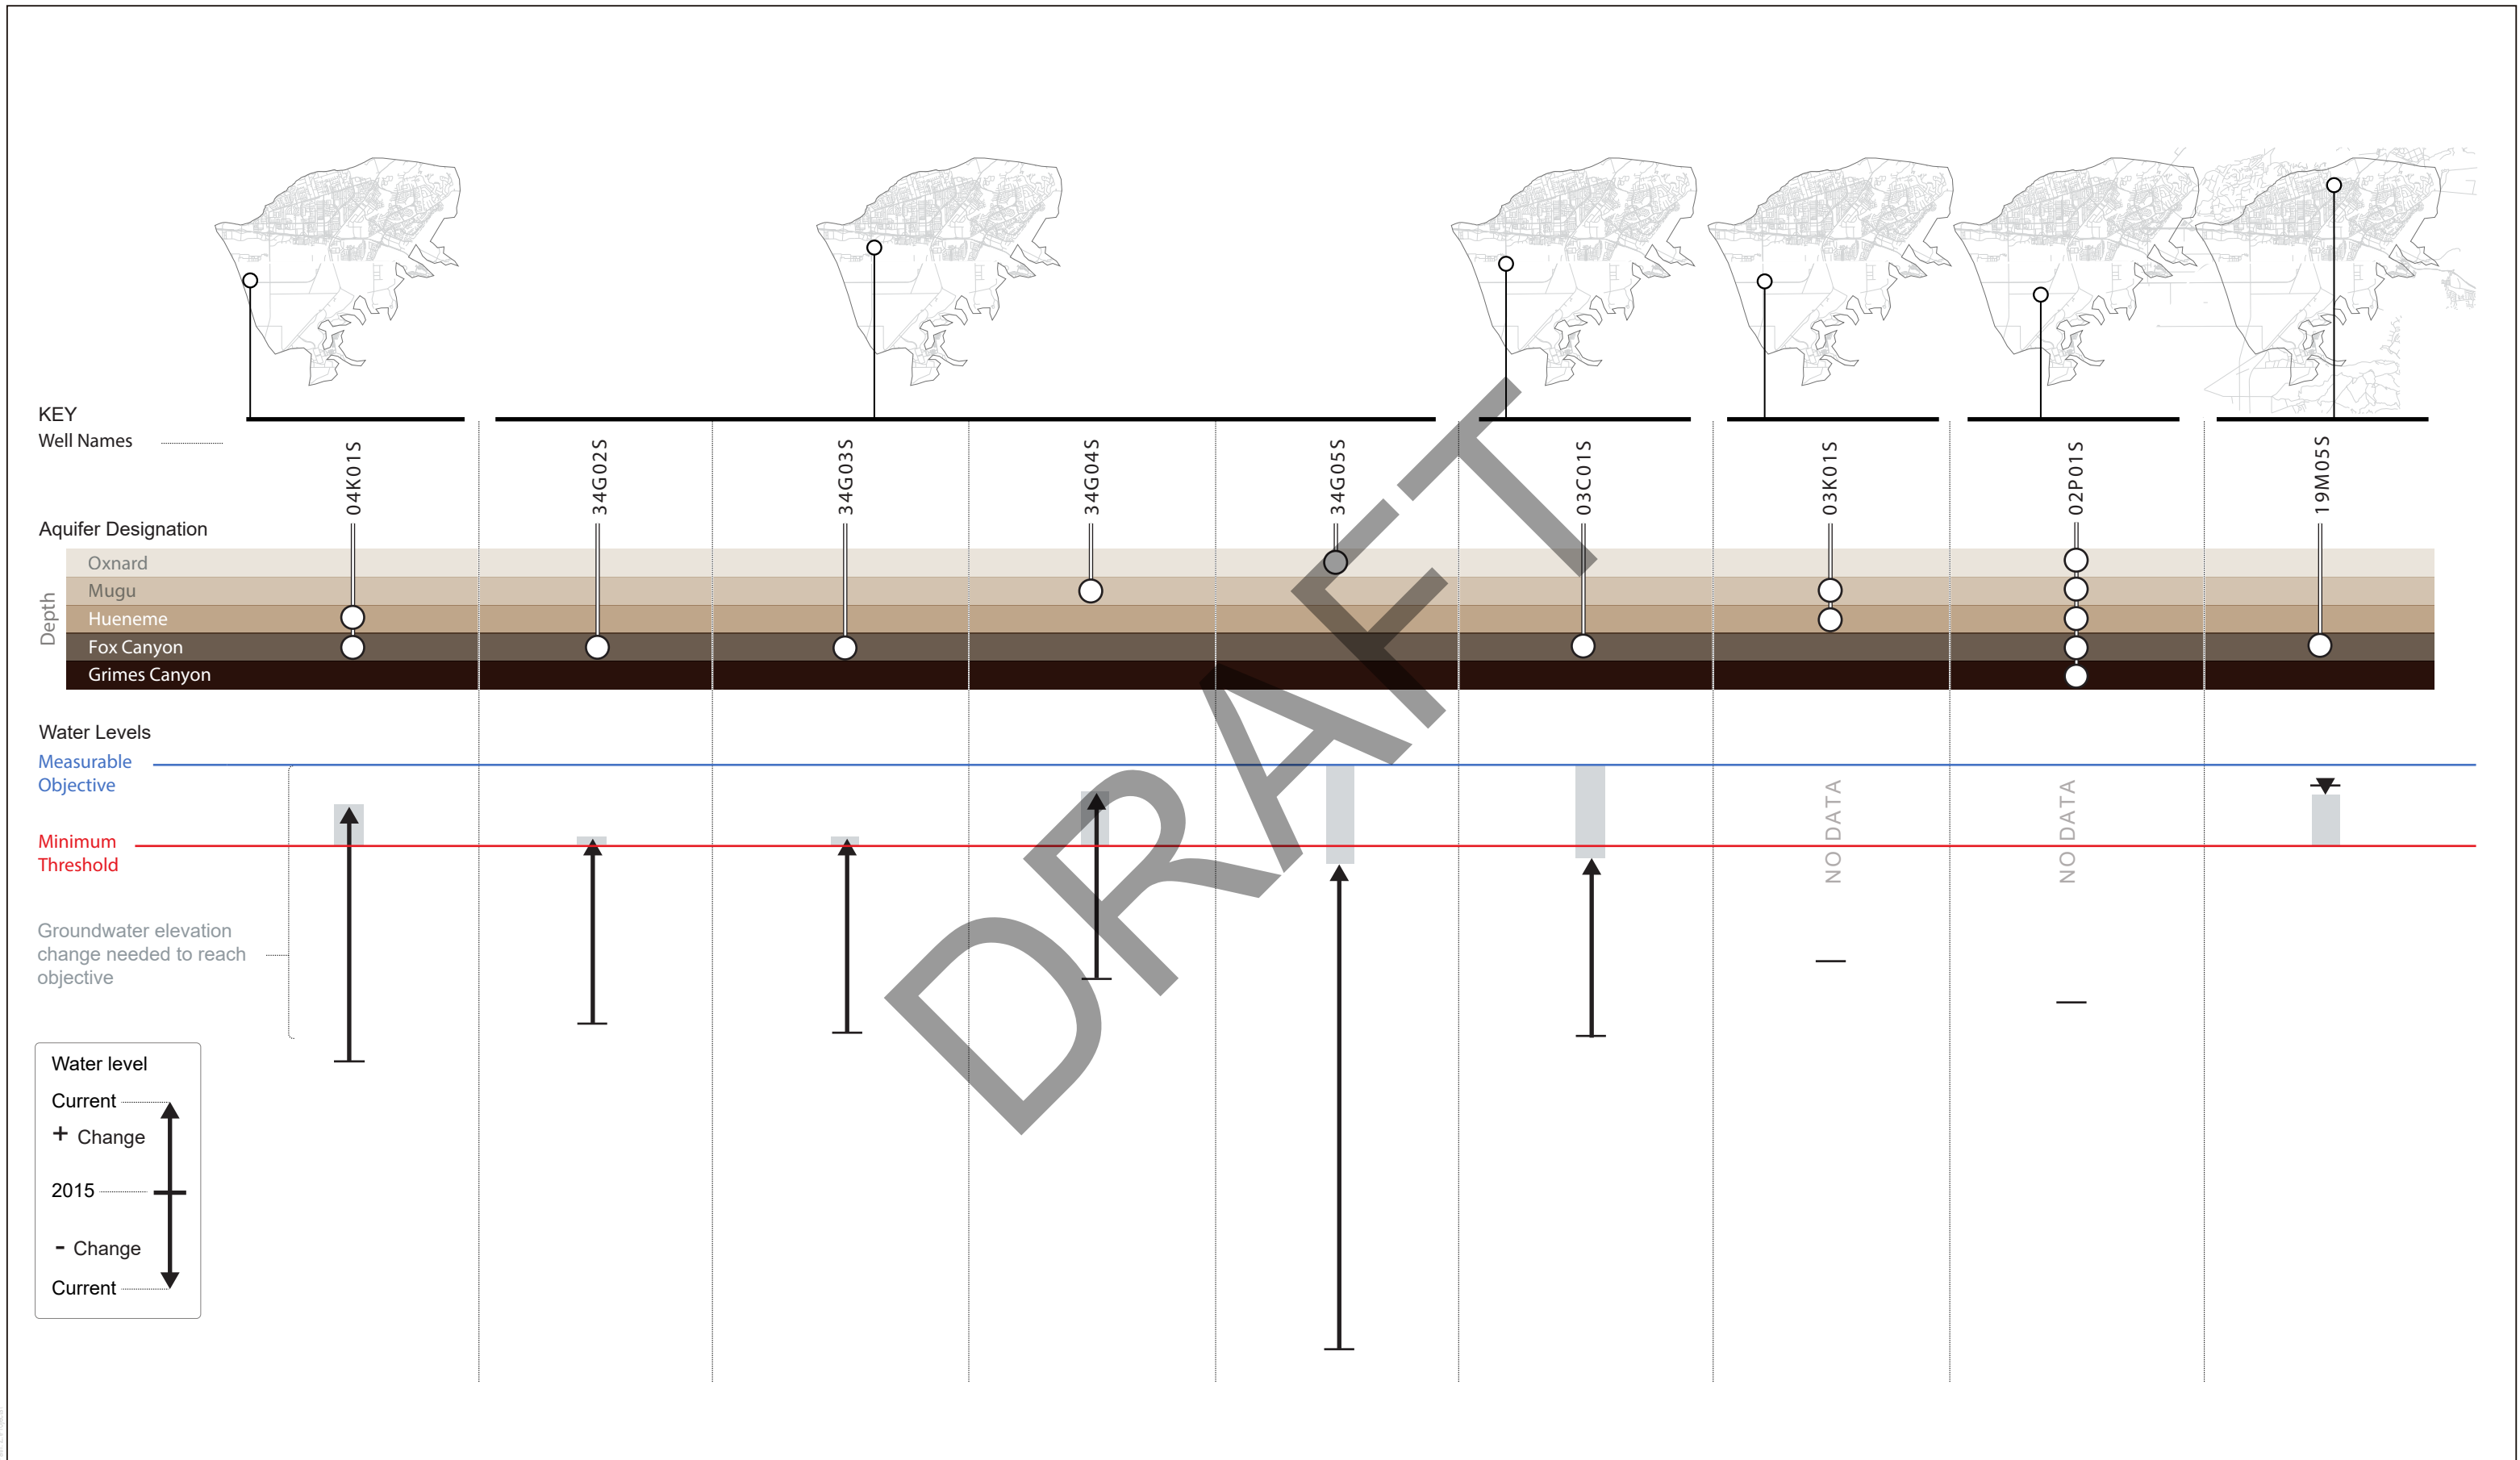 KEY
Well Names
04K01S
34G02S
34G03S
34G04S
34G05S
03C01S
03K01S
02P01S
19M05S
Aquifer Designation
Depth
Oxnard
Mugu
Hueneme
Fox Canyon
Grimes Canyon
Water Levels
Measurable
Objective
Minimum
Threshold
NO DATA
NO DATA
Groundwater elevation
change needed to reach
objective
Water level
Current
+ Change
2015
- Change
Current
DRAFT